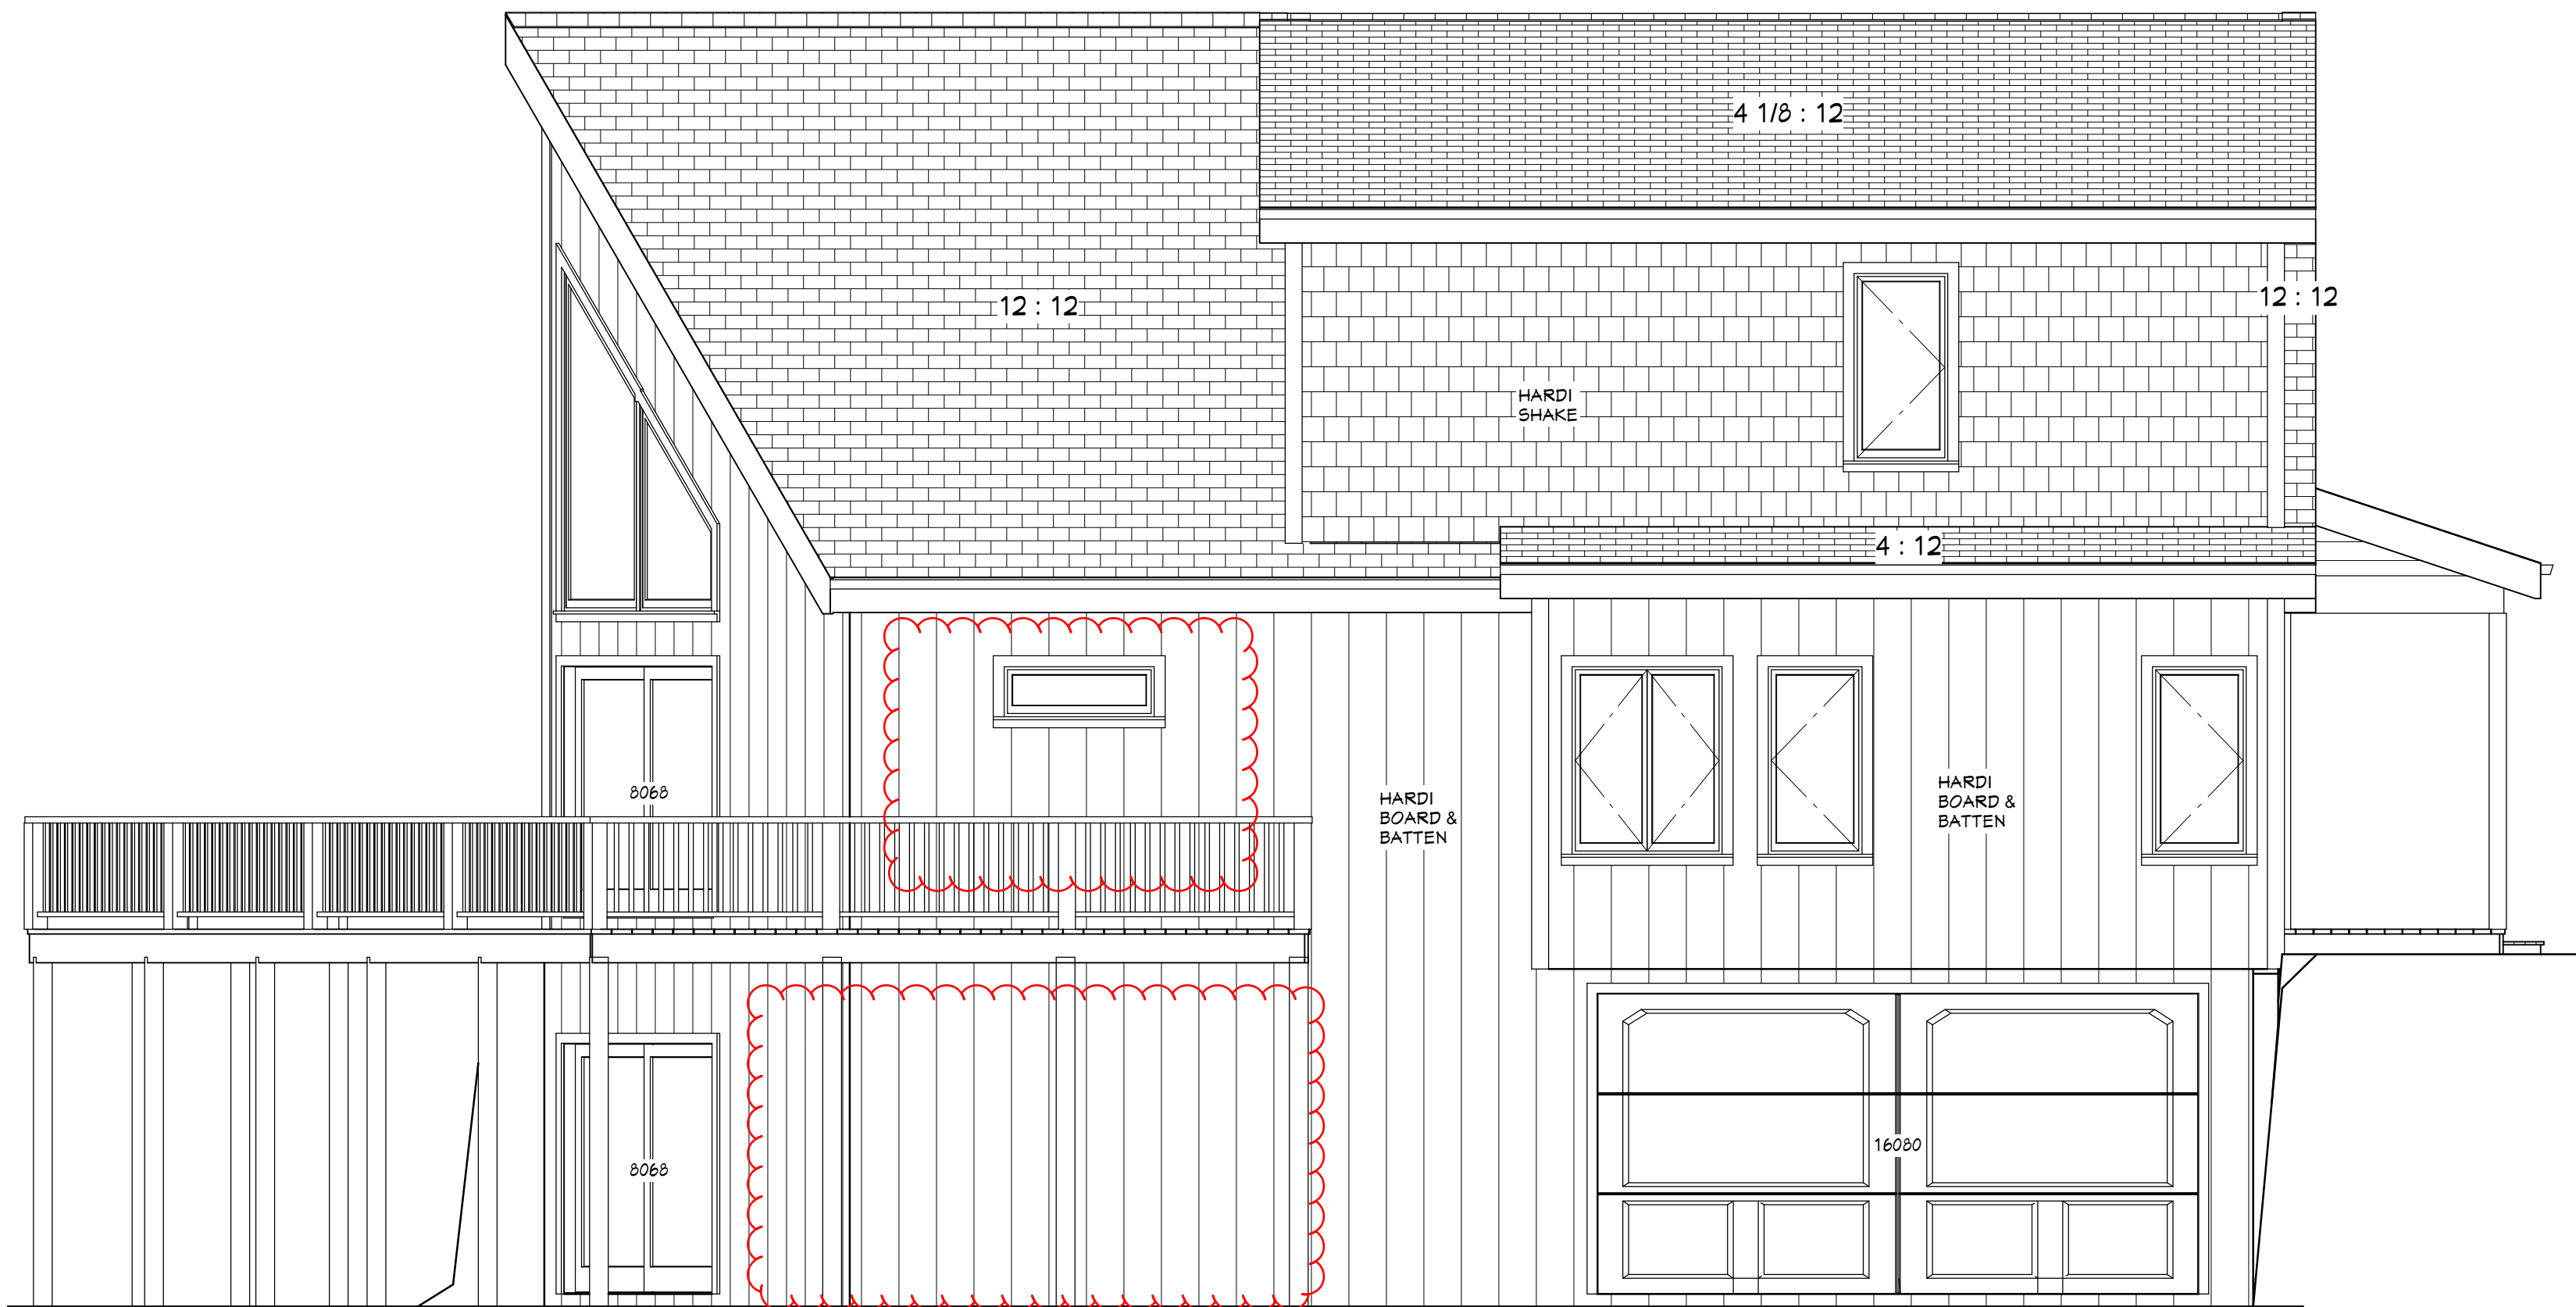 4 1/8 : 12
12 : 12
12 : 12
HARDI
SHAKE
4 : 12
8068
HARDI
BOARD &
BATTEN
HARDI
BOARD &
BATTEN
8068
16080